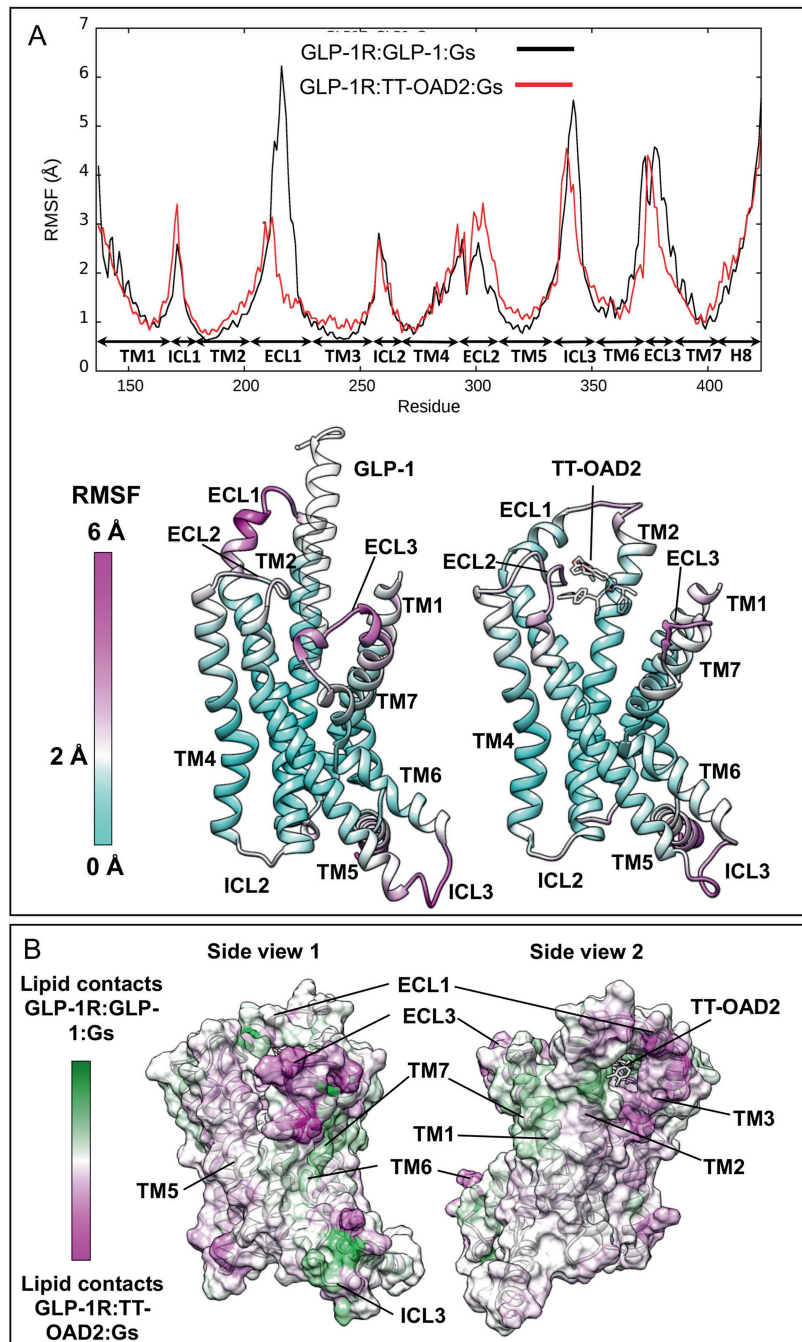 A
GLP-1R:GLP-1:Gs
GLP-1R:TT-OAD2:Gs
7
6
5
4
3
2
1
0
RMSF (Å)
TM1 ICL1 TM2 ECL1 TM3 ICL2 TM4 ECL2 TM5 ICL3 TM6 ECL3 TM7 H8
150 200 250 300 350 400
Residue
RMSF
6 Å
2 Å
0 Å
GLP-1
ECL1
ECL2
TM2
ECL3
TM1
TM7
TM4
TM6
TM5
ICL2
ICL3
TT-OAD2
ECL1
TM2
ECL2
ECL3
TM1
TM7
TM4
TM6
TM5
ICL2
ICL3
B
Side view 1
Side view 2
Lipid contacts
GLP-1R:GLP-
1:Gs
Lipid contacts
GLP-1R:TT-
OAD2:Gs
ECL1
ECL3
TT-OAD2
TM7
TM1
TM3
TM2
TM5
TM6
ICL3